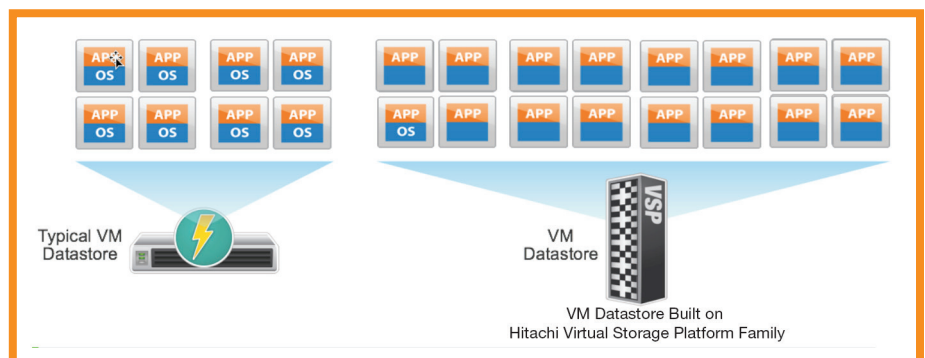 APP APP APP APP APP APP APP APP APP APP APP APP
OS OS OS OS
APP APP APP APP APP APP APP APP APP APP APP APP
OS OS OS OS OS
Typical VM
Datastore
VM
Datastore
VSP
VM Datastore Built on
Hitachi Virtual Storage Platform Family